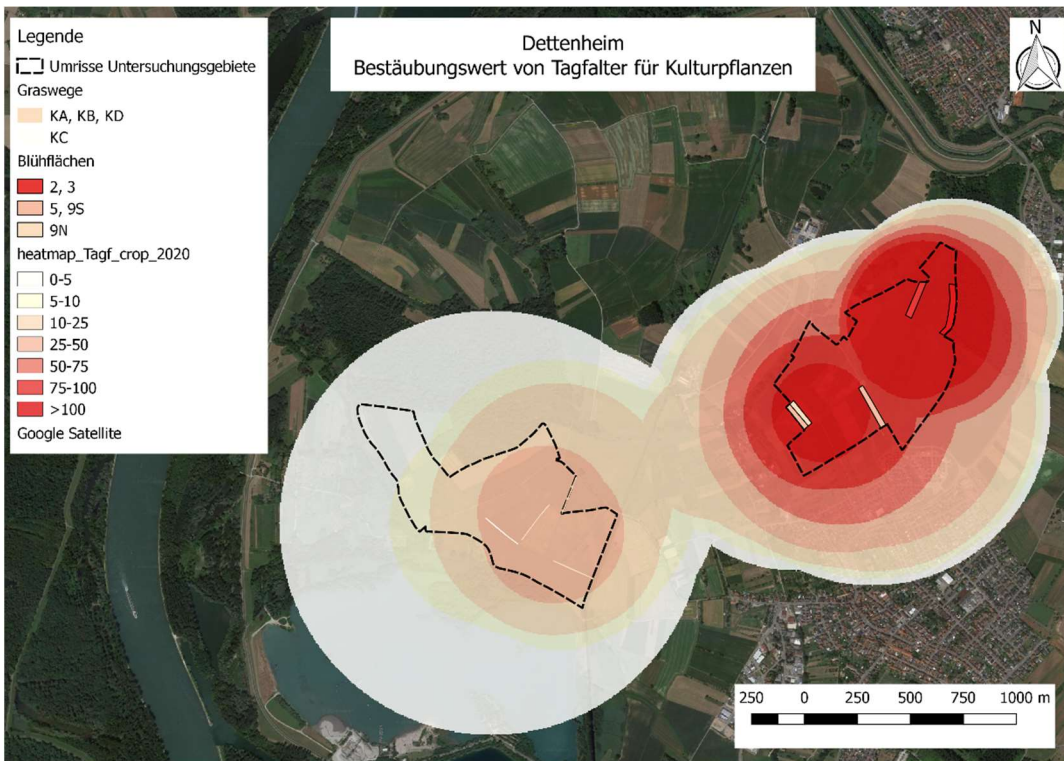 Legende
Umrisse Untersuchungsgebiete
Graswege
KA, KB, KD
KC
Blühflächen
2, 3
5, 9S
9N
heatmap_Tagf_crop_2020
0-5
5-10
10-25
25-50
50-75
75-100
>100
Google Satellite
Dettenheim
Bestäubungswert von Tagfalter für Kulturpflanzen
N
250 0 250 500 750 1000 m